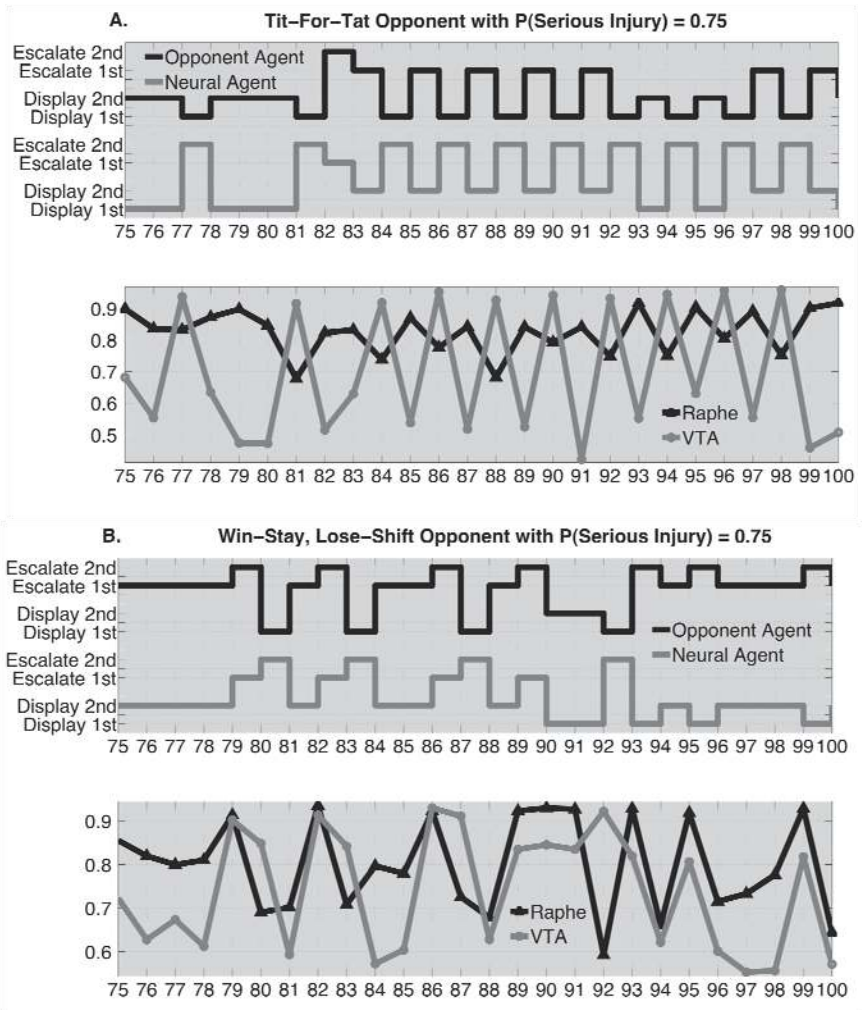 A. Tit–For–Tat Opponent with P(Serious Injury) = 0.75
Escalate 2nd
Escalate 1st
Display 2nd
Display 1st
Opponent Agent
Neural Agent
Escalate 2nd
Escalate 1st
Display 2nd
Display 1st
75 76 77 78 79 80 81 82 83 84 85 86 87 88 89 90 91 92 93 94 95 96 97 98 99 100
0.9
0.8
0.7
0.6
0.5
Raphe
VTA
75 76 77 78 79 80 81 82 83 84 85 86 87 88 89 90 91 92 93 94 95 96 97 98 99 100
B. Win–Stay, Lose–Shift Opponent with P(Serious Injury) = 0.75
Escalate 2nd
Escalate 1st
Display 2nd
Display 1st
Opponent Agent
Neural Agent
Escalate 2nd
Escalate 1st
Display 2nd
Display 1st
75 76 77 78 79 80 81 82 83 84 85 86 87 88 89 90 91 92 93 94 95 96 97 98 99 100
0.9
0.8
0.7
0.6
Raphe
VTA
75 76 77 78 79 80 81 82 83 84 85 86 87 88 89 90 91 92 93 94 95 96 97 98 99 100